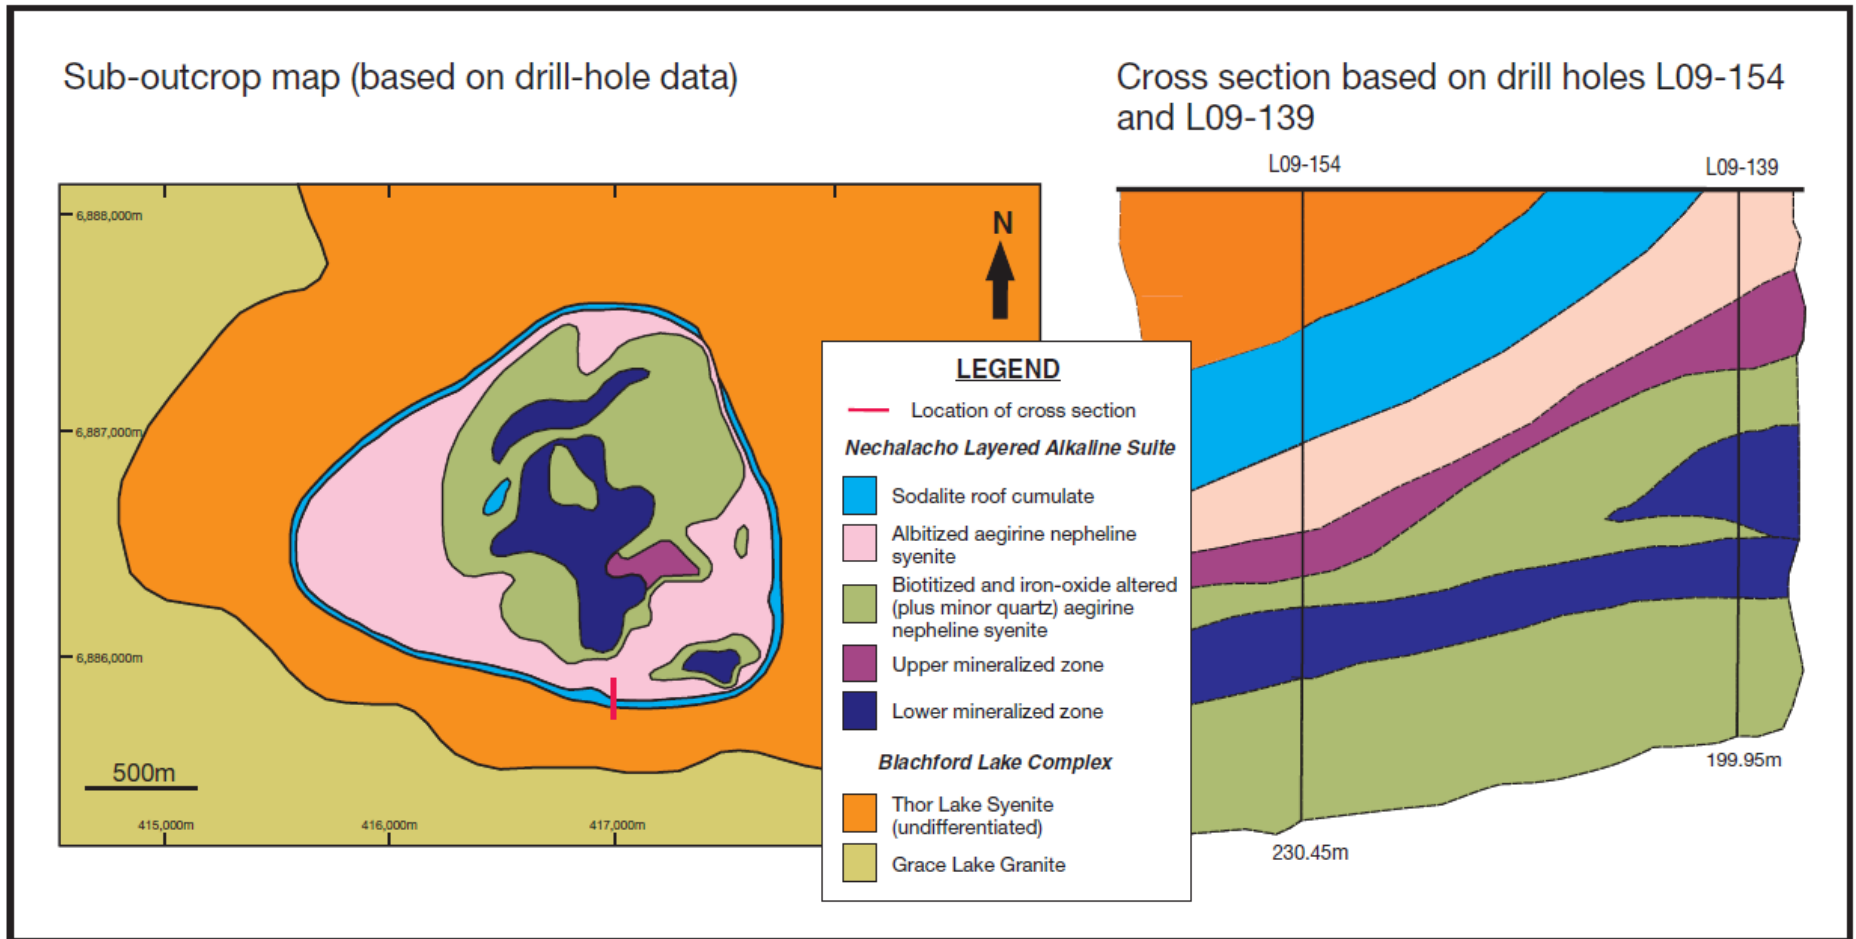 Sub-outcrop map (based on drill-hole data)
Cross section based on drill holes L09-154
and L09-139
L09-154
L09-139
6,888,000m
N
6,887,000m
6,886,000m
500m
415,000m
416,000m
417,000m
LEGEND
Location of cross section
Nechalacho Layered Alkaline Suite
Sodalite roof cumulate
Albitized aegirine nepheline
syenite
Biotitized and iron-oxide altered
(plus minor quartz) aegirine
nepheline syenite
Upper mineralized zone
Lower mineralized zone
Blachford Lake Complex
Thor Lake Syenite
(undifferentiated)
Grace Lake Granite
199.95m
230.45m